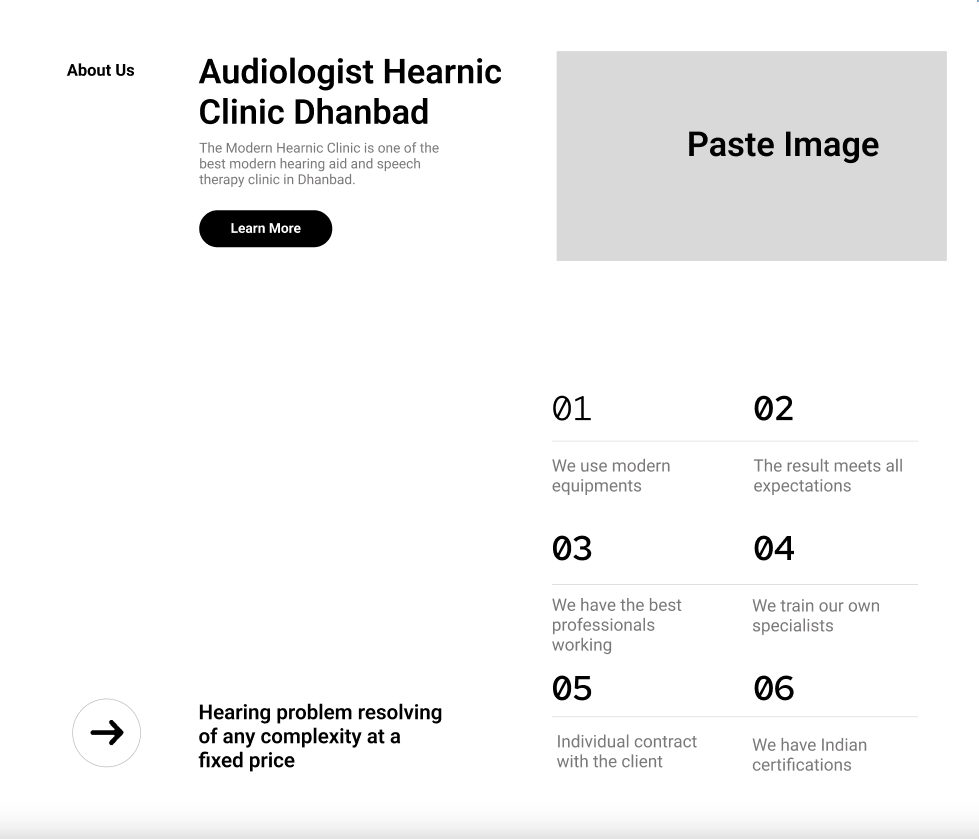 About Us
Audiologist Hearnic
Clinic Dhanbad
The Modern Hearnic Clinic is one of the
best modern hearing aid and speech
therapy clinic in Dhanbad.
Learn More
Paste Image
01
02
We use modern
equipments
The result meets all
expectations
03
04
We have the best
professionals
working
We train our own
specialists
05
06
Individual contract
with the client
We have Indian
certifications
Hearing problem resolving
of any complexity at a
fixed price